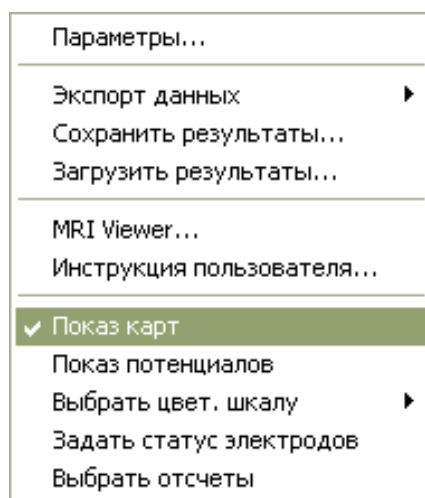 Параметры...
Экспорт данных
Сохранить результаты...
Загрузить результаты...
MRI Viewer...
Инструкция пользователя...
Показ карт
Показ потенциалов
Выбрать цвет. шкалу
Задать статус электродов
Выбрать отсчеты